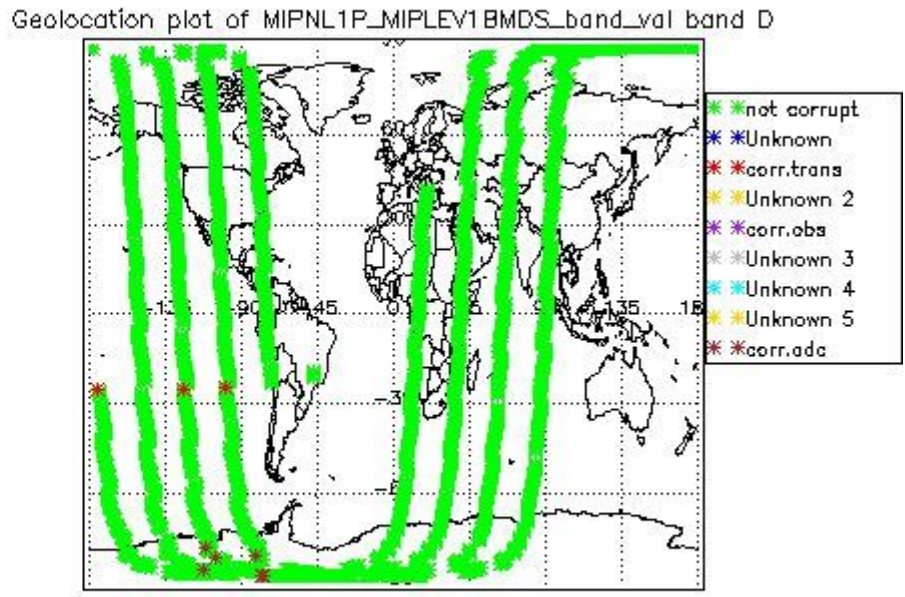 Geolocation plot of MIPNL1P_MIPLEV1BMDS_band_val band D
not corrupt
Unknown
corr.trans
Unknown 2
corr.obs
Unknown 3
Unknown 4
Unknown 5
corr.adc
-90
-45
0
135